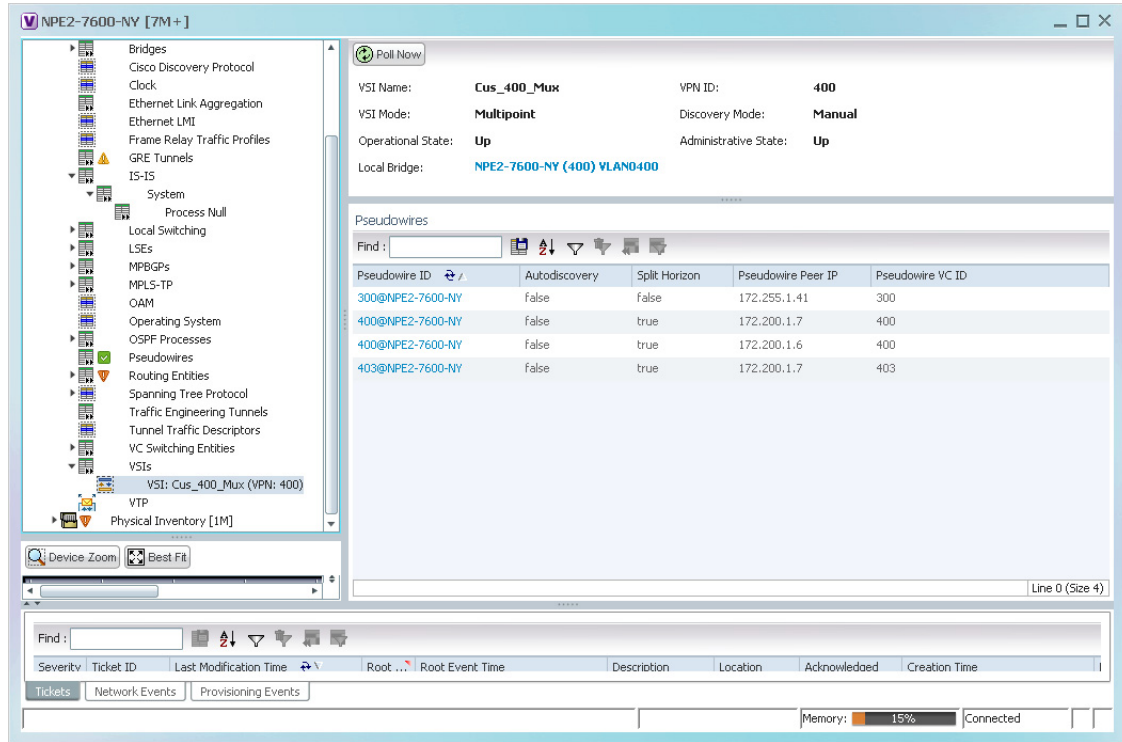 NPE2-7600-NY [7M+]
Bridges
Cisco Discovery Protocol
Clock
Ethernet Link Aggregation
Ethernet LMI
Frame Relay Traffic Profiles
GRE Tunnels
IS-IS
System
Process Null
Local Switching
LSEs
MPBGPs
MPLS-TP
OAM
Operating System
OSPF Processes
Pseudowires
Routing Entities
Spanning Tree Protocol
Traffic Engineering Tunnels
Tunnel Traffic Descriptors
VC Switching Entities
VSIs
VSI: Cus_400_Mux (VPN: 400)
VTP
Physical Inventory [1M]
Device Zoom Best Fit
Poll Now
VSI Name: Cus_400_Mux VPN ID: 400
VSI Mode: Multipoint Discovery Mode: Manual
Operational State: Up Administrative State: Up
Local Bridge: NPE2-7600-NY (400) VLAN0400
Pseudowires
Find :
Pseudowire ID Autodiscovery Split Horizon Pseudowire Peer IP Pseudowire VC ID
300@NPE2-7600-NY false false 172.255.1.41 300
400@NPE2-7600-NY false true 172.200.1.7 400
400@NPE2-7600-NY false true 172.200.1.6 400
403@NPE2-7600-NY false true 172.200.1.7 403
Line 0 (Size 4)
Find :
Severity Ticket ID Last Modification Time Root ... Root Event Time Description Location Acknowledged Creation Time
Tickets Network Events Provisioning Events
Memory: 15% Connected